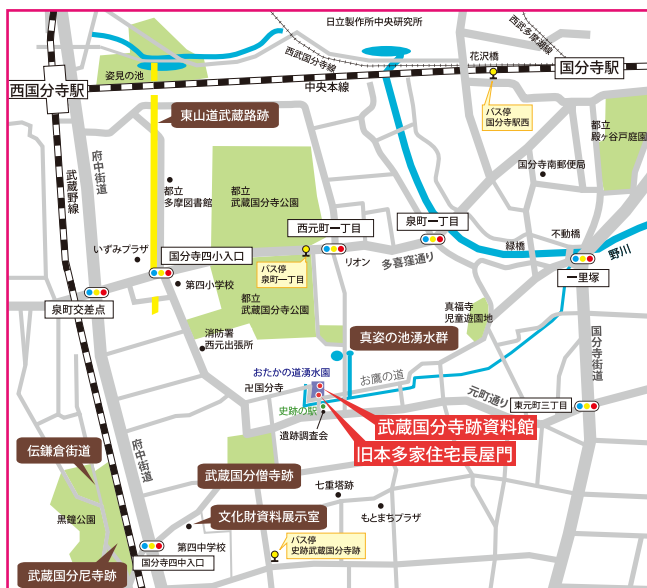 日立製作所中央研究所
西武国分寺線
西武多摩湖線
花沢橋
姿見の池
国分寺駅
西国分寺駅
中央本線
バス停
国分寺駅西
東山道武蔵路跡
都立
殿ヶ谷戸庭園
府中街道
武蔵野線
国分寺南郵便局
都立
多摩図書館
都立
武蔵国分寺公園
西元町一丁目
泉町一丁目
いずみプラザ
国分寺四小入口
不動橋
緑橋
野川
リオン
多喜窪通り
バス停
泉町一丁目
第四小学校
一里塚
泉町交差点
都立
武蔵国分寺公園
真福寺
児童遊園地
消防署
西元出張所
真姿の池湧水群
国分寺街道
おたかの道湧水園
お鷹の道
卍国分寺
元町通り
史跡の駅
東元町三丁目
遺跡調査会
武蔵国分寺跡資料館
旧本多家住宅長屋門
府中街道
伝鎌倉街道
武蔵国分僧寺跡
七重塔跡
黒鐘公園
文化財資料展示室
もとまちプラザ
第四中学校
バス停
史跡武蔵国分寺跡
国分寺四中入口
武蔵国分尼寺跡